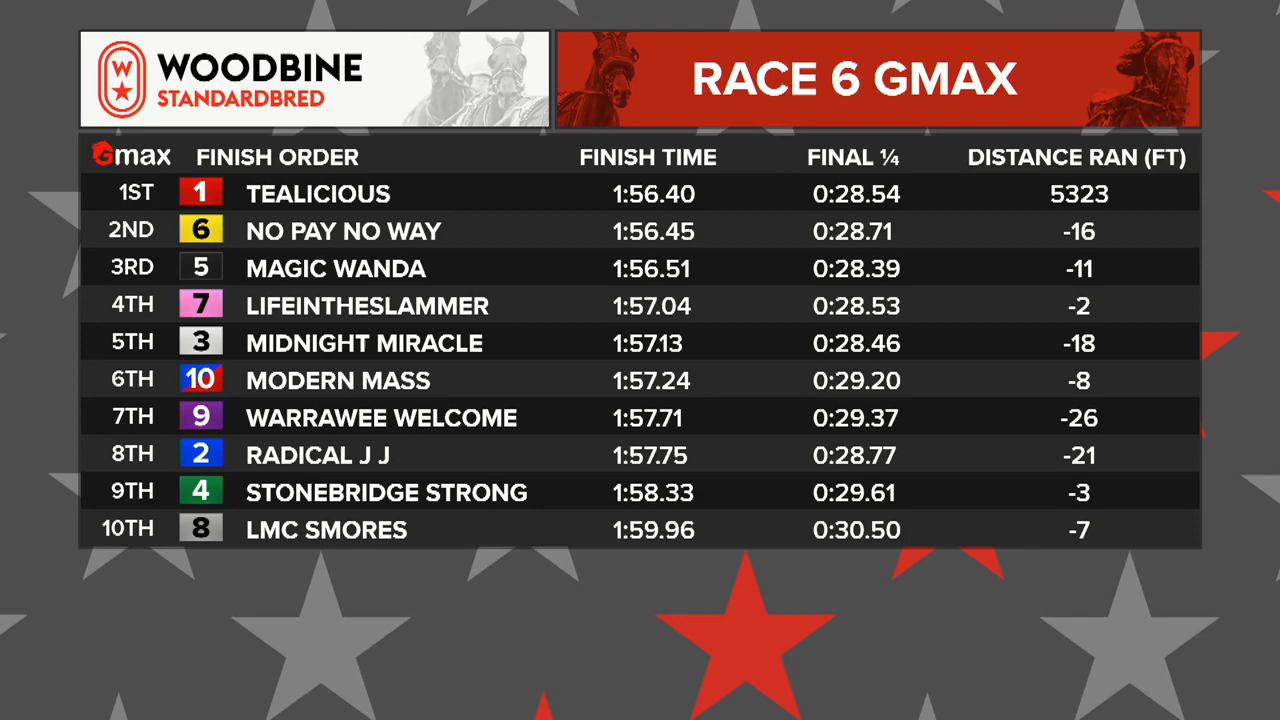 W
WOODBINE
STANDARDBRED
RACE 6 GMAX
Gmax FINISH ORDER FINISH TIME FINAL ¼ DISTANCE RAN (FT)
1ST 1 TEALICIOUS 1:56.40 0:28.54 5323
2ND 6 NO PAY NO WAY 1:56.45 0:28.71 -16
3RD 5 MAGIC WANDA 1:56.51 0:28.39 -11
4TH 7 LIFEINTHESLAMMER 1:57.04 0:28.53 -2
5TH 3 MIDNIGHT MIRACLE 1:57.13 0:28.46 -18
6TH 10 MODERN MASS 1:57.24 0:29.20 -8
7TH 9 WARRAWEE WELCOME 1:57.71 0:29.37 -26
8TH 2 RADICAL J J 1:57.75 0:28.77 -21
9TH 4 STONEBRIDGE STRONG 1:58.33 0:29.61 -3
10TH 8 LMC SMORES 1:59.96 0:30.50 -7